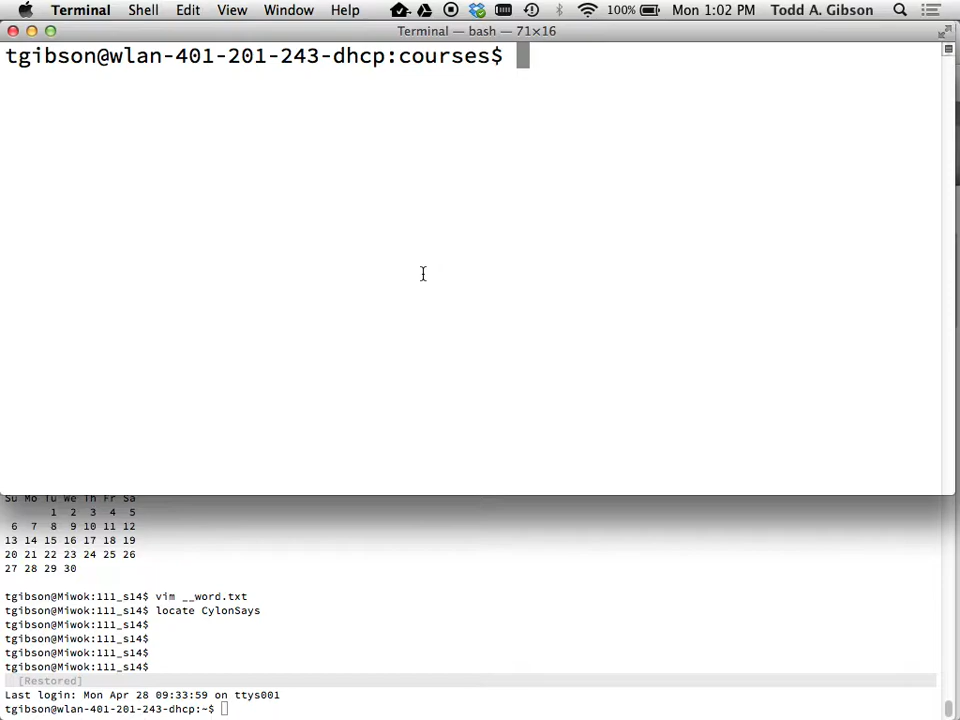 Terminal Shell Edit View Window Help 100% Mon 1:02 PM Todd A. Gibson
Terminal — bash — 71×16
tgibson@wlan-401-201-243-dhcp:courses$
Su Mo Tu We Th Fr Sa
1 2 3 4 5
6 7 8 9 10 11 12
13 14 15 16 17 18 19
20 21 22 23 24 25 26
27 28 29 30
tgibson@Miwok:111_s14$ vim __word.txt
tgibson@Miwok:111_s14$ locate CylonSays
tgibson@Miwok:111_s14$
tgibson@Miwok:111_s14$
tgibson@Miwok:111_s14$
tgibson@Miwok:111_s14$
[Restored]
Last login: Mon Apr 28 09:33:59 on ttys001
tgibson@wlan-401-201-243-dhcp:~$